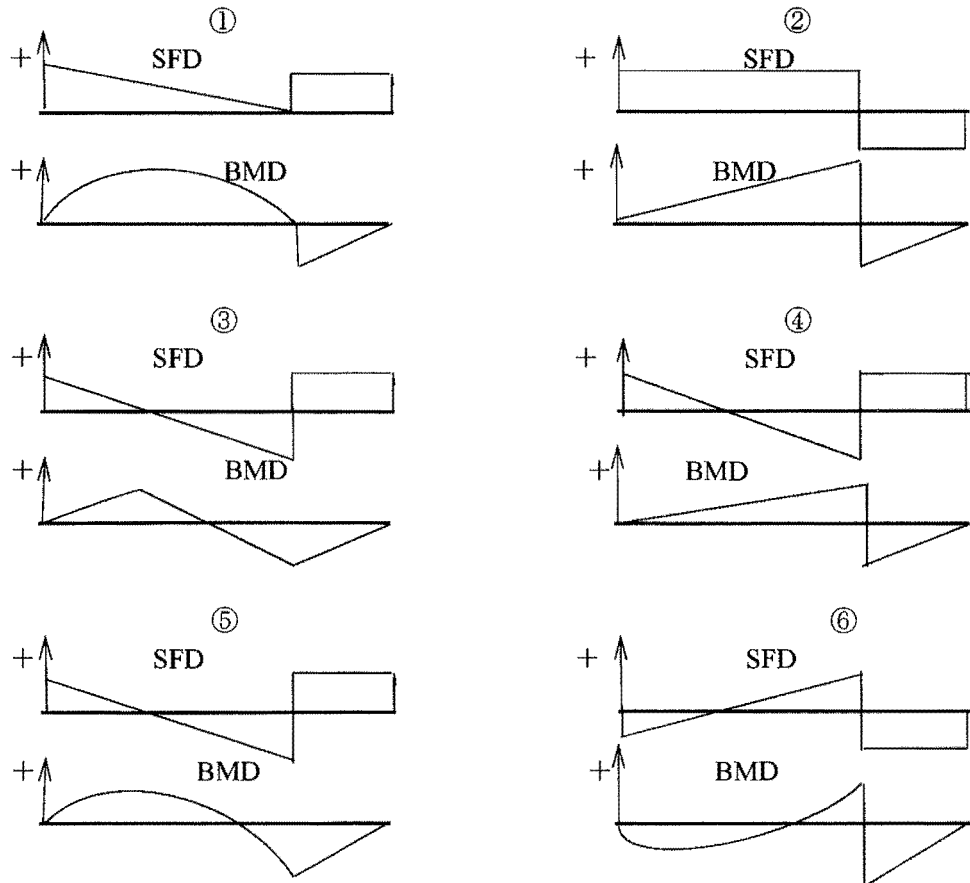 ① ②
+ SFD + SFD
+ BMD + BMD
③ ④
+ SFD + SFD
+ BMD + BMD
⑤ ⑥
+ SFD + SFD
+ BMD + BMD